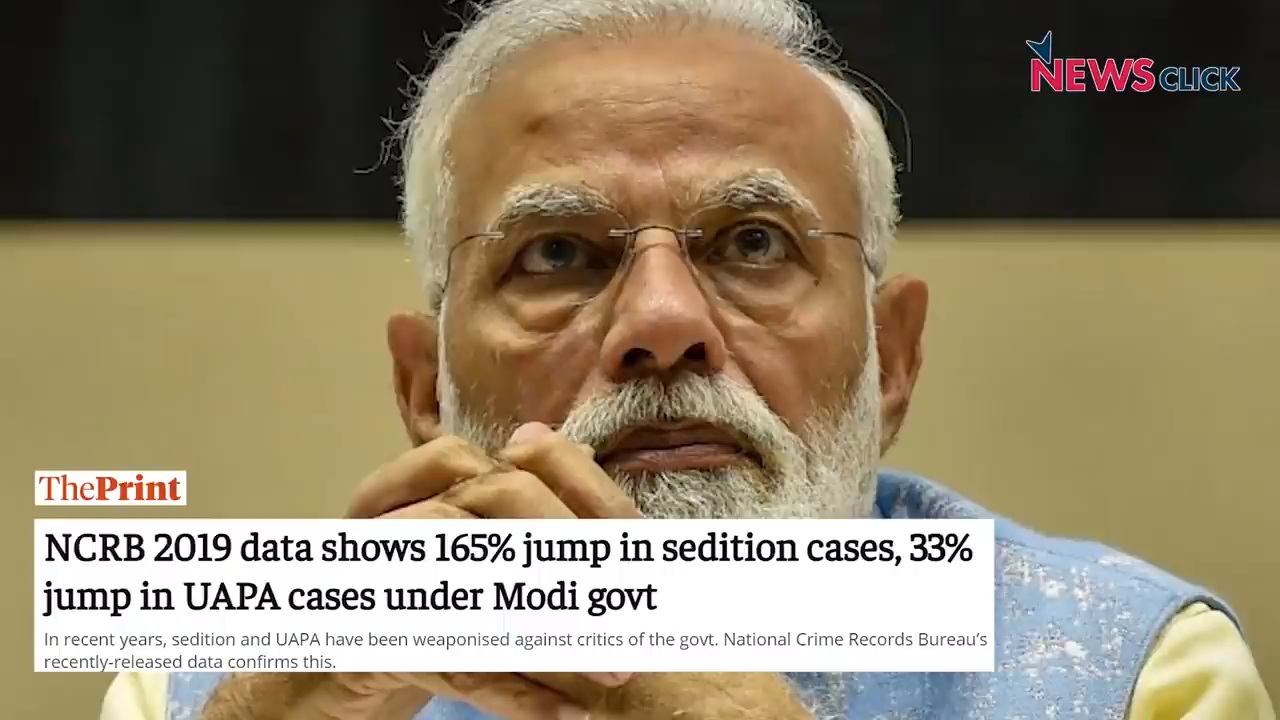 NEWSCLICK
ThePrint
NCRB 2019 data shows 165% jump in sedition cases, 33%
jump in UAPA cases under Modi govt
In recent years, sedition and UAPA have been weaponised against critics of the govt. National Crime Records Bureau's
recently-released data confirms this.